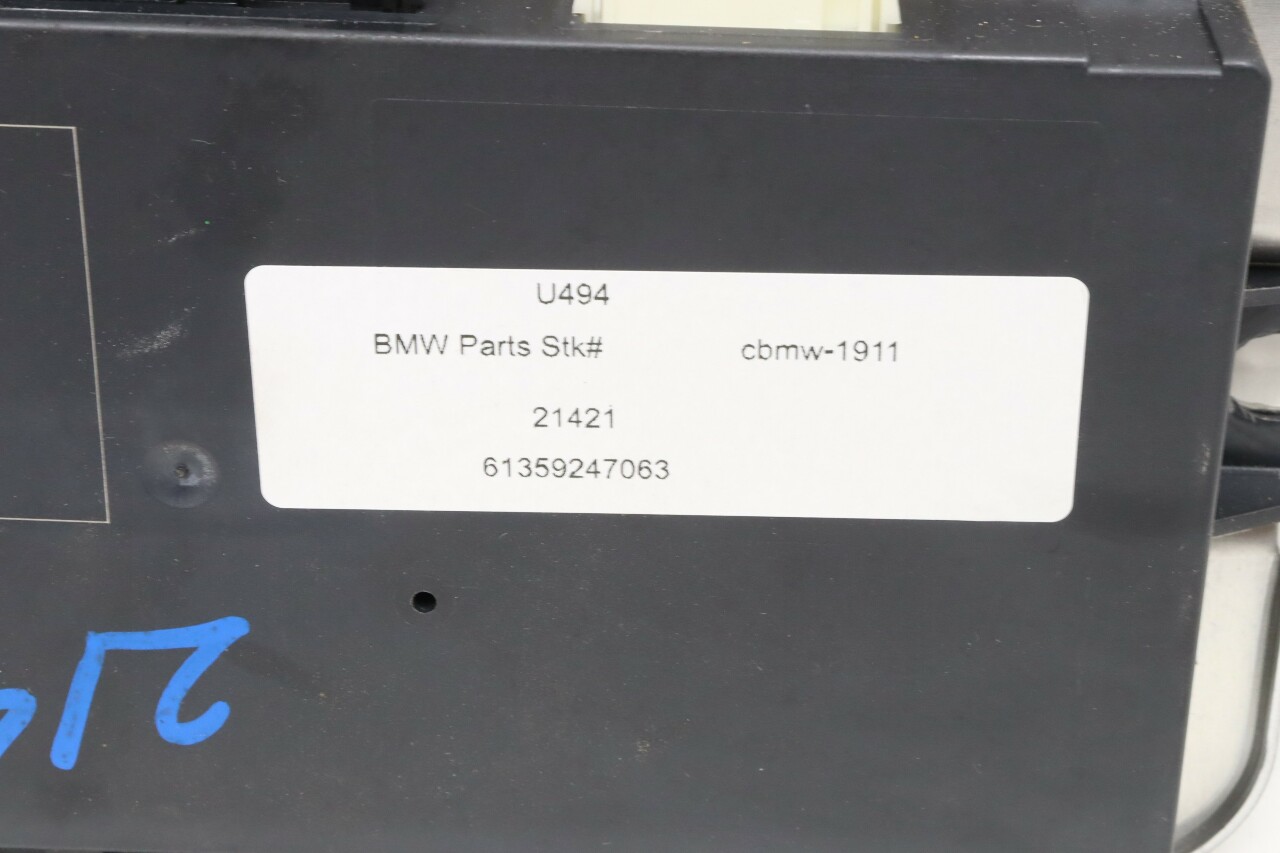 U494
BMW Parts Stk# cbmw-1911
21421
61359247063